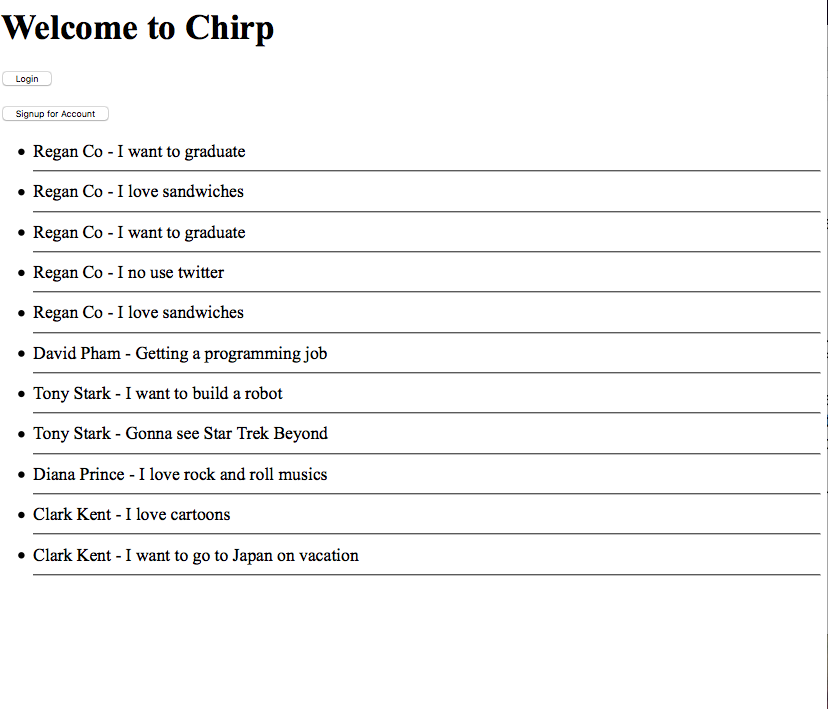 Welcome to Chirp
Login
Signup for Account
Regan Co - I want to graduate
Regan Co - I love sandwiches
Regan Co - I want to graduate
Regan Co - I no use twitter
Regan Co - I love sandwiches
David Pham - Getting a programming job
Tony Stark - I want to build a robot
Tony Stark - Gonna see Star Trek Beyond
Diana Prince - I love rock and roll musics
Clark Kent - I love cartoons
Clark Kent - I want to go to Japan on vacation